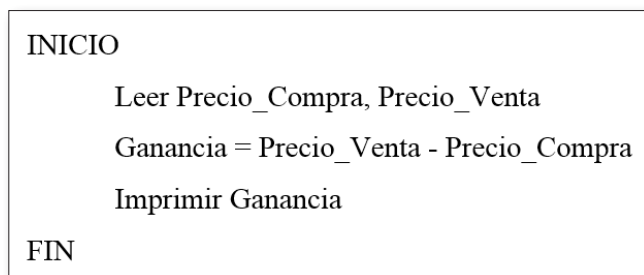 INICIO
Leer Precio_Compra, Precio_Venta
Ganancia = Precio_Venta - Precio_Compra
Imprimir Ganancia
FIN